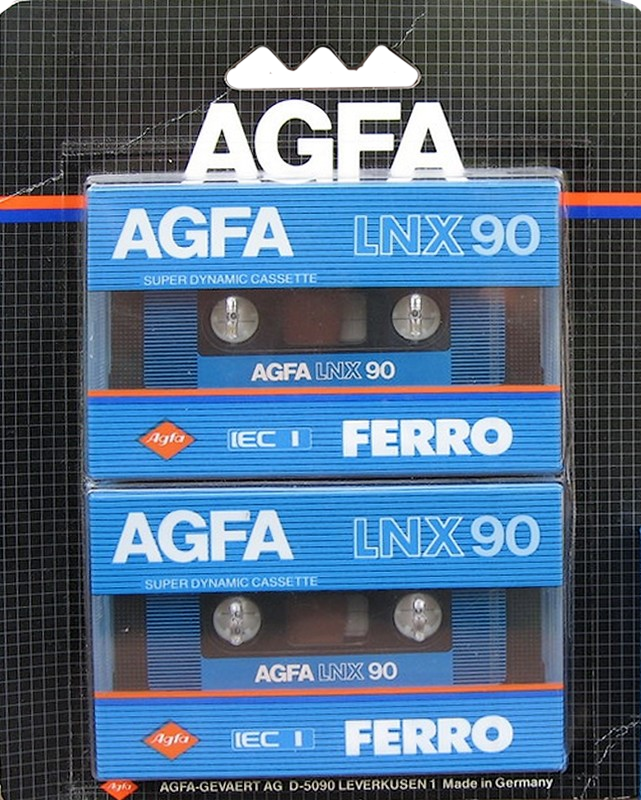 AGFA
AGFA LNX 90
SUPER DYNAMIC CASSETTE
AGFA LNX 90
Agfa IEC I FERRO
AGFA LNX 90
SUPER DYNAMIC CASSETTE
AGFA LNX 90
Agfa IEC I FERRO
Agfa AGFA-GEVAERT AG D-5090 LEVERKUSEN 1 Made in Germany